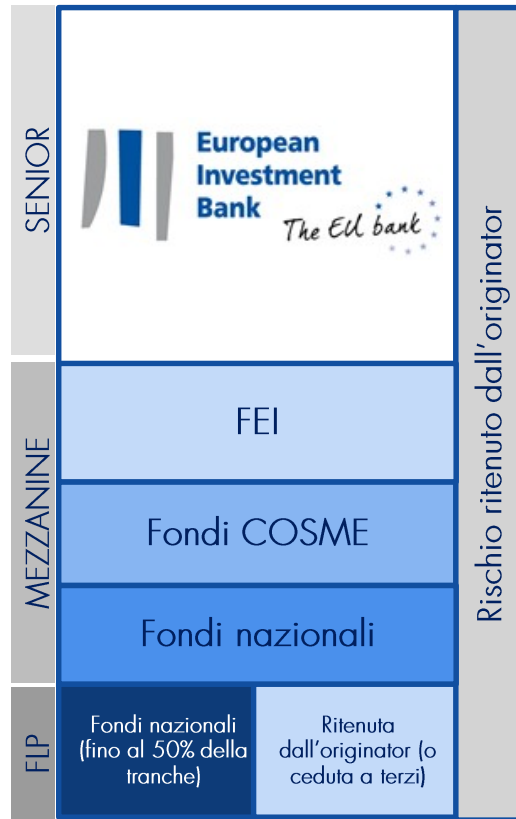 SENIOR
European
Investment
Bank
The EU bank
MEZZANINE
FEI
Fondi COSME
Fondi nazionali
FLP
Fondi nazionali
(fino al 50% della
tranche)
Ritenuta
dall'originator (o
ceduta a terzi)
Rischio ritenuto dall'originator